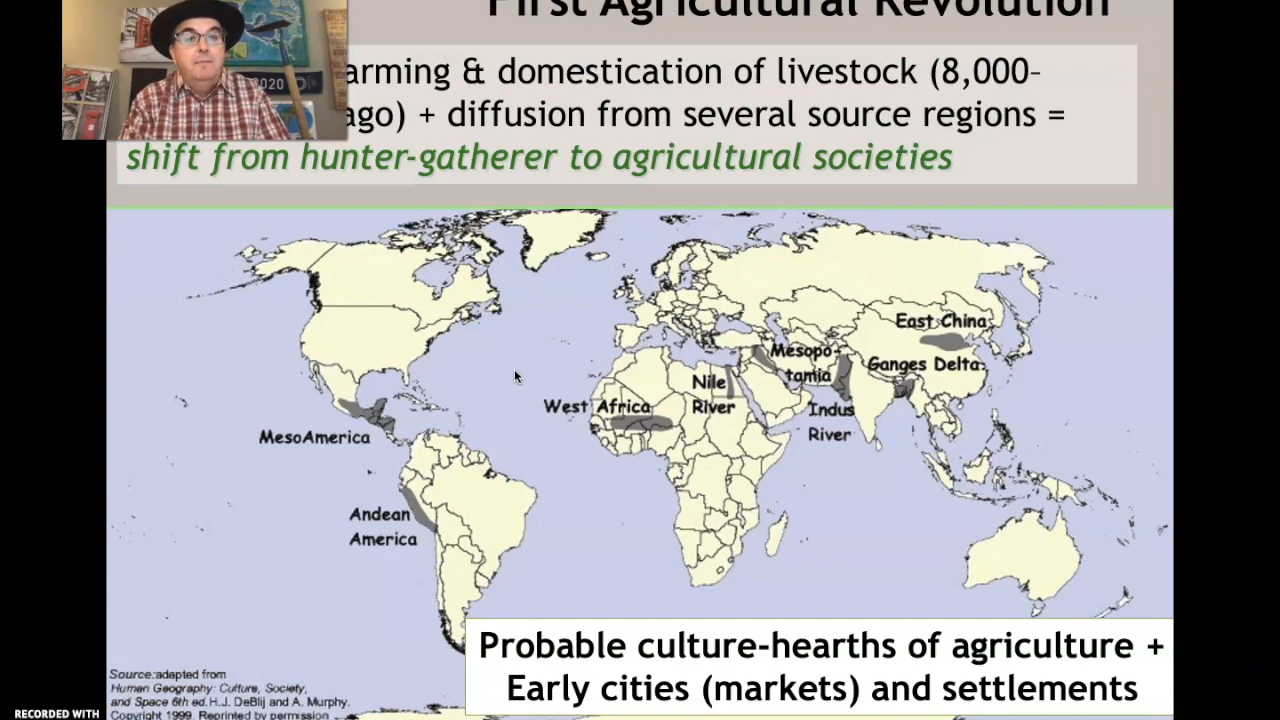 First Agricultural Revolution
arming & domestication of livestock (8,000–
ago) + diffusion from several source regions =
shift from hunter-gatherer to agricultural societies
2020
East China
Mesopo-
tamia
Ganges Delta
Nile
River
West Africa
Indus
River
MesoAmerica
Andean
America
Probable culture-hearths of agriculture +
Early cities (markets) and settlements
Source:adapted from
Human Geography: Culture, Society,
and Space 6th ed.H.J. DeBlij and A. Murphy.
Copyright 1999. Reprinted by permission
RECORDED WITH